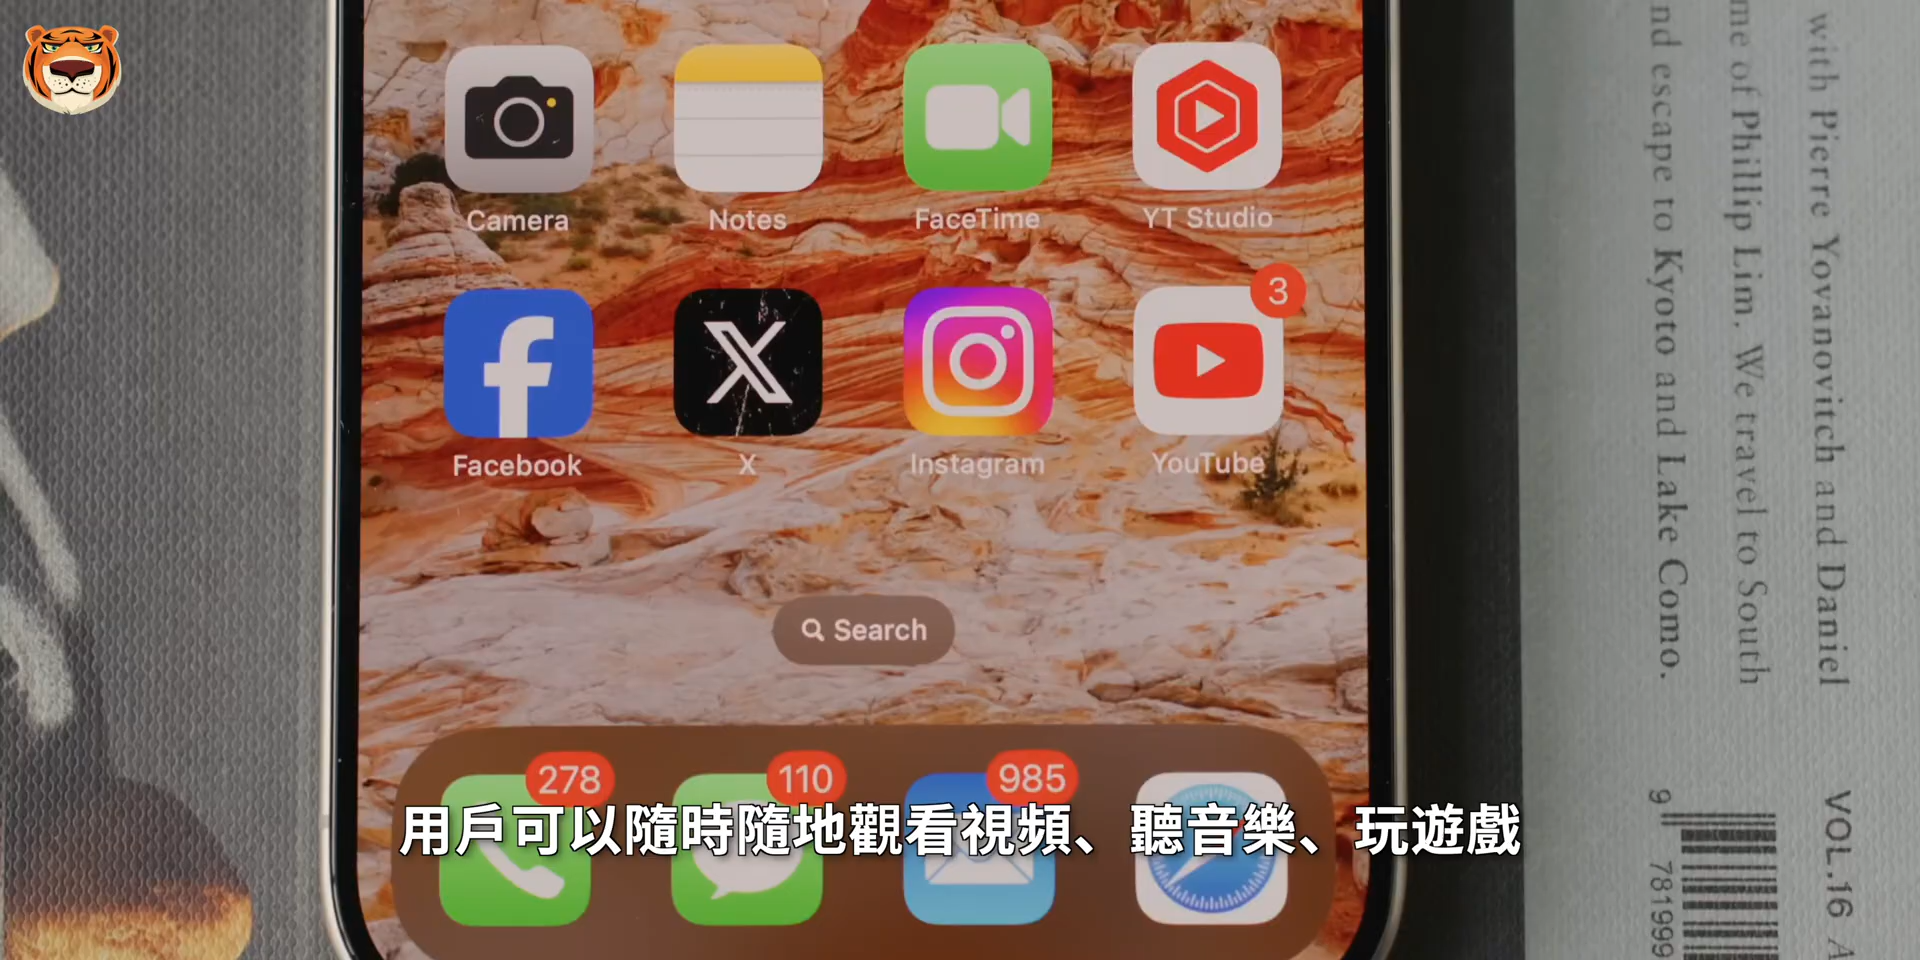 Camera
Notes
FaceTime
YT Studio
3
Facebook
X
Instagram
YouTube
Search
278
110
985
用戶可以隨時隨地觀看視頻、聽音樂、玩遊戲
with Pierre Yovanovitch and Daniel
me of Phillip Lim. We travel to South
nd escape to Kyoto and Lake Como.
VOL.16 A
9 781999